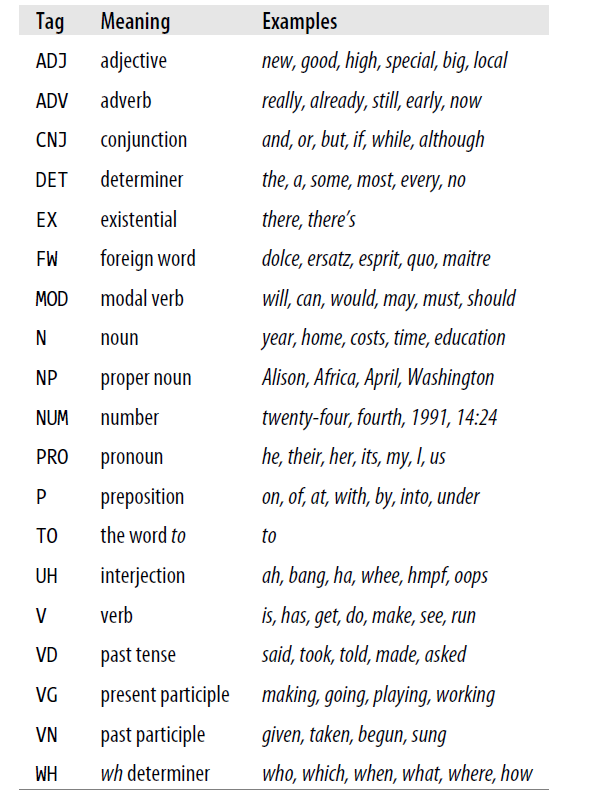 Tag Meaning Examples
ADJ adjective new, good, high, special, big, local
ADV adverb really, already, still, early, now
CNJ conjunction and, or, but, if, while, although
DET determiner the, a, some, most, every, no
EX existential there, there’s
FW foreign word dolce, ersatz, esprit, quo, maitre
MOD modal verb will, can, would, may, must, should
N noun year, home, costs, time, education
NP proper noun Alison, Africa, April, Washington
NUM number twenty-four, fourth, 1991, 14:24
PRO pronoun he, their, her, its, my, I, us
P preposition on, of, at, with, by, into, under
TO the word to to
UH interjection ah, bang, ha, whee, hmpf, oops
V verb is, has, get, do, make, see, run
VD past tense said, took, told, made, asked
VG present participle making, going, playing, working
VN past participle given, taken, begun, sung
WH wh determiner who, which, when, what, where, how